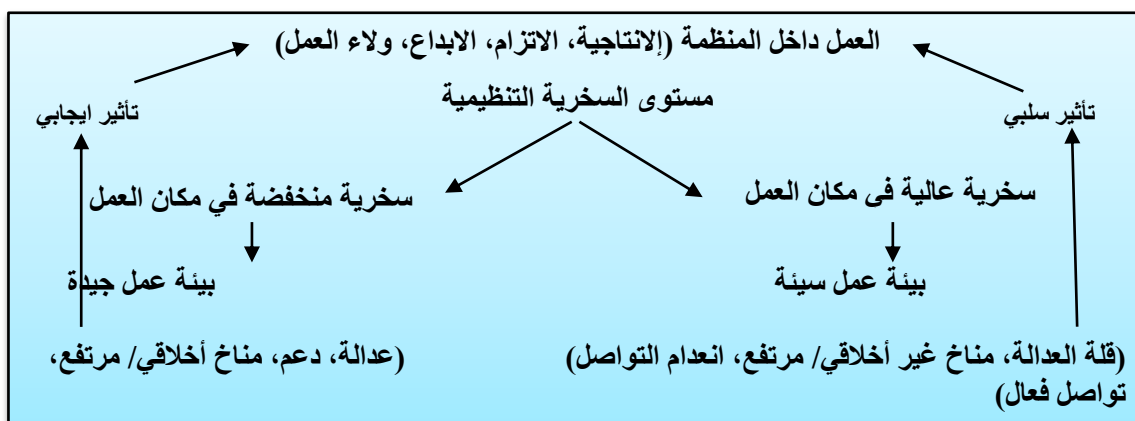 العمل داخل المنظمة (إلانتاجية، الاتزام، الابداع، ولاء العمل)
مستوى السخرية التنظيمية
تأثير سلبي
تأثير ايجابي
سخرية عالية فى مكان العمل
سخرية منخفضة في مكان العمل
بيئة عمل سيئة
بيئة عمل جيدة
(قلة العدالة، مناخ غير أخلاقي/ مرتفع، انعدام التواصل)
(عدالة، دعم، مناخ أخلاقي/ مرتفع،
تواصل فعال)